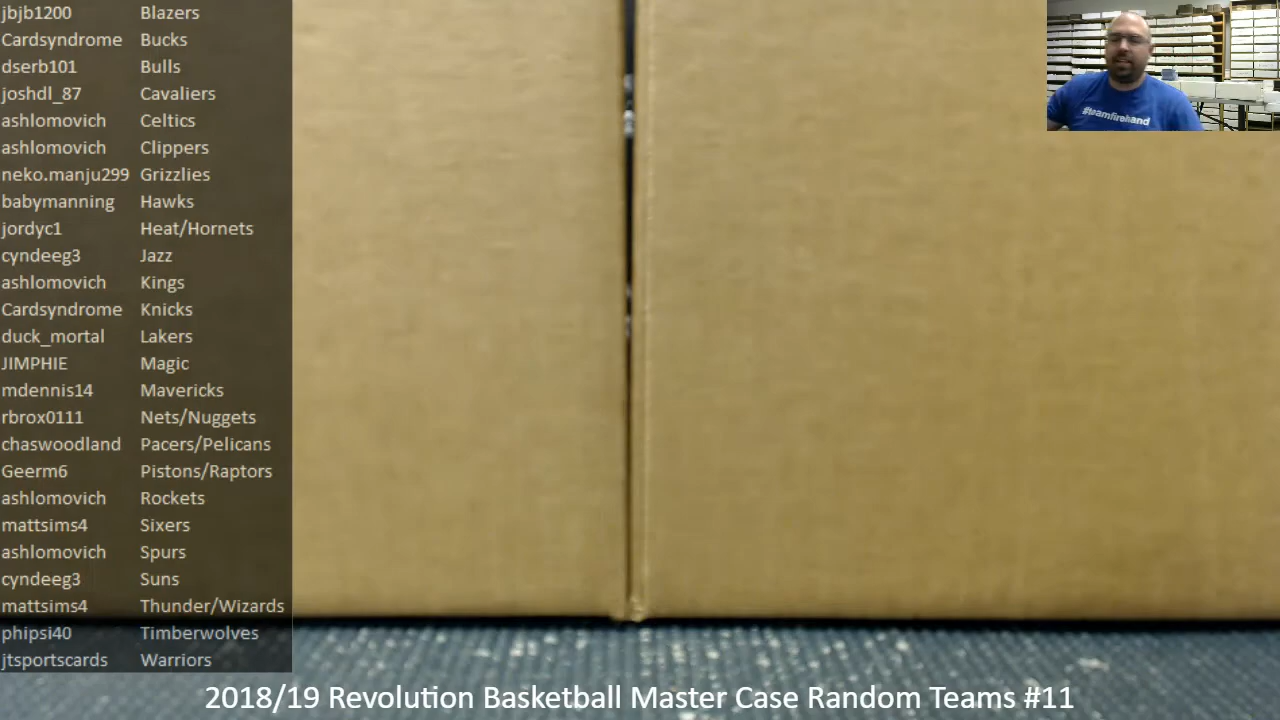 jbjb1200 Blazers
Cardsyndrome Bucks
dserb101 Bulls
joshdl_87 Cavaliers
ashlomovich Celtics
ashlomovich Clippers
neko.manju299 Grizzlies
babymanning Hawks
jordyc1 Heat/Hornets
cyndeeg3 Jazz
ashlomovich Kings
Cardsyndrome Knicks
duck_mortal Lakers
JIMPHIE Magic
mdennis14 Mavericks
rbrox0111 Nets/Nuggets
chaswoodland Pacers/Pelicans
Geerm6 Pistons/Raptors
ashlomovich Rockets
mattsims4 Sixers
ashlomovich Spurs
cyndeeg3 Suns
mattsims4 Thunder/Wizards
phipsi40 Timberwolves
jtsportscards Warriors
#teamfirehand
2018/19 Revolution Basketball Master Case Random Teams #11